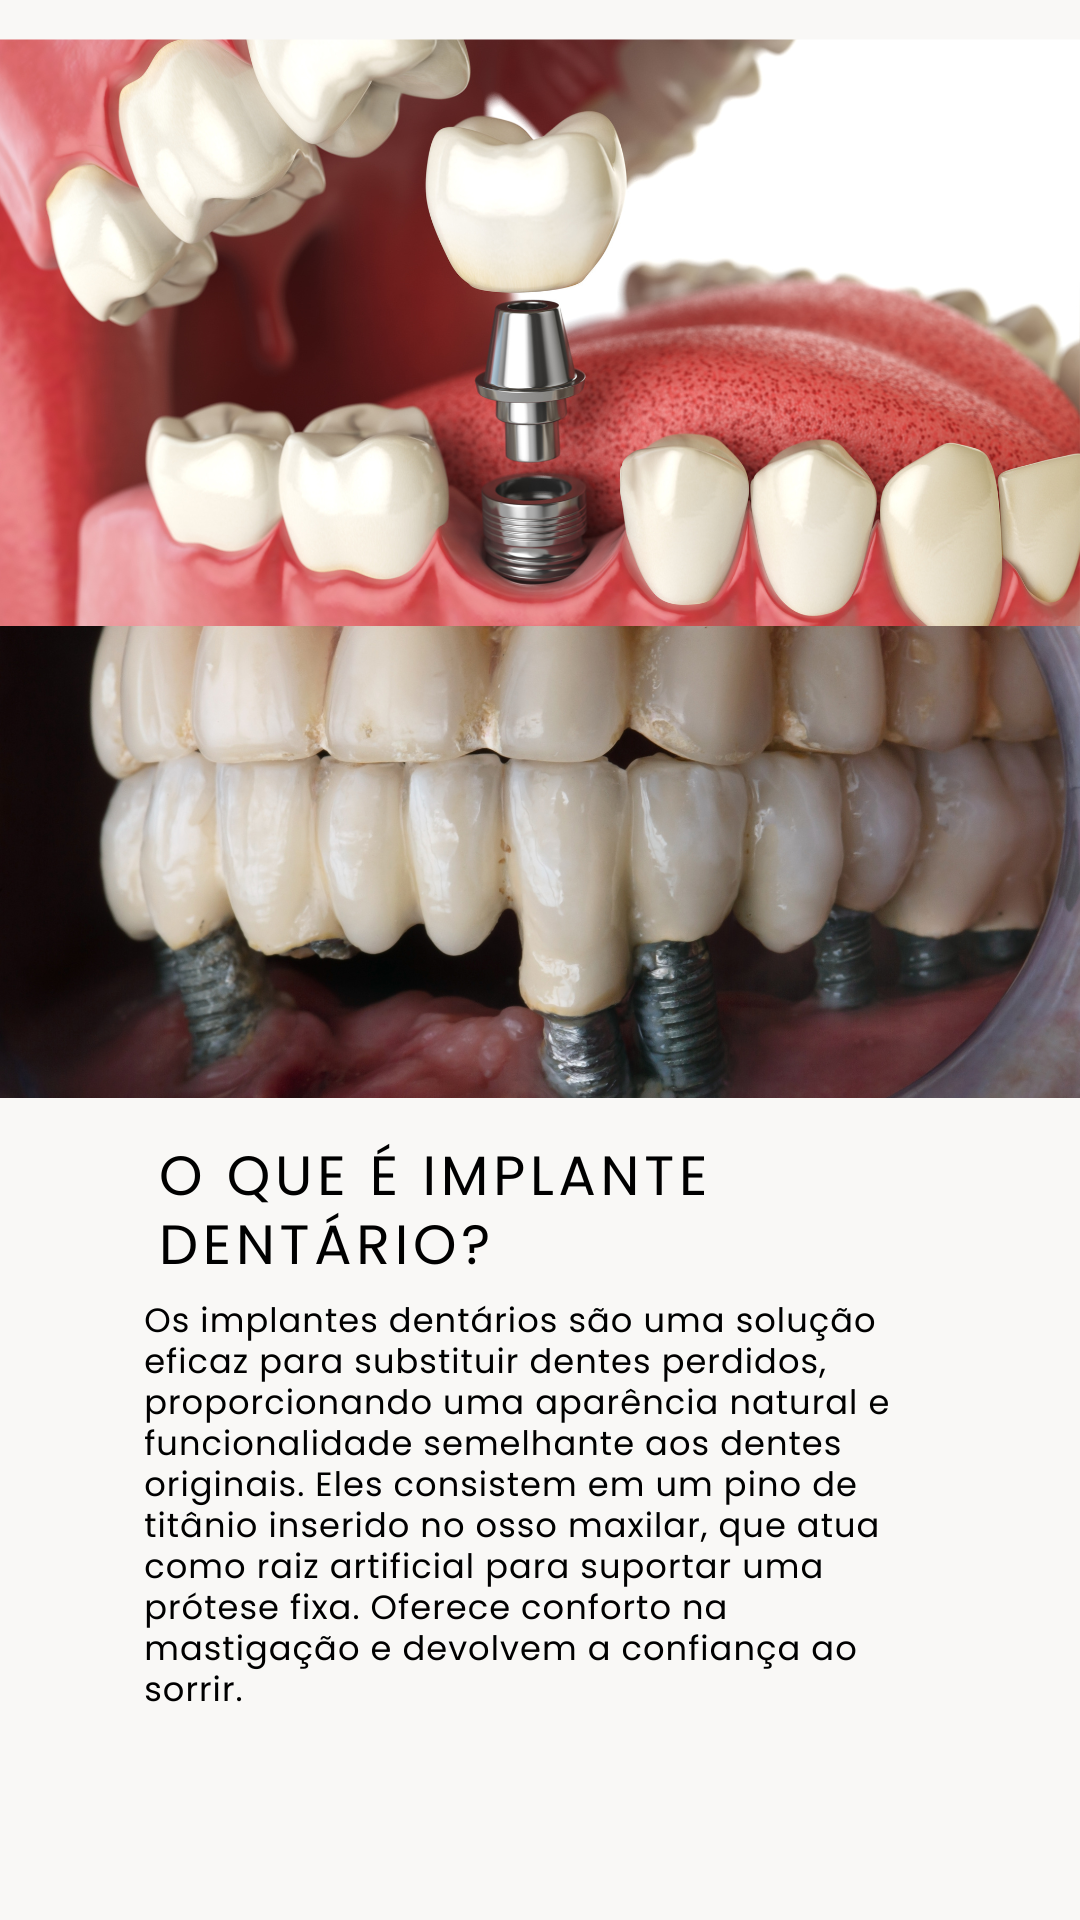 O QUE É IMPLANTE
DENTÁRIO?
Os implantes dentários são uma solução
eficaz para substituir dentes perdidos,
proporcionando uma aparência natural e
funcionalidade semelhante aos dentes
originais. Eles consistem em um pino de
titânio inserido no osso maxilar, que atua
como raiz artificial para suportar uma
prótese fixa. Oferece conforto na
mastigação e devolvem a confiança ao
sorrir.